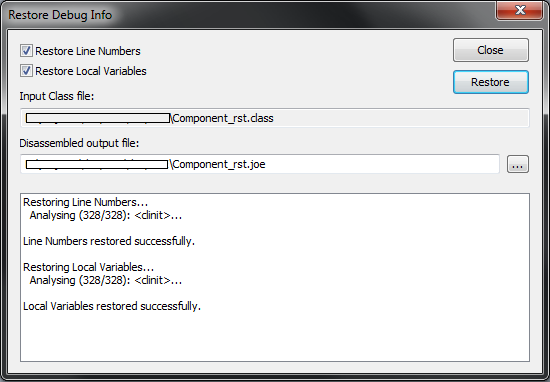 Restore Debug Info
Restore Line Numbers
Close
Restore Local Variables
Restore
Input Class file:
\Component_rst.class
Disassembled output file:
\Component_rst.joe
...
Restoring Line Numbers...
Analysing (328/328): <clinit>...
Line Numbers restored successfully.
Restoring Local Variables...
Analysing (328/328): <clinit>...
Local Variables restored successfully.